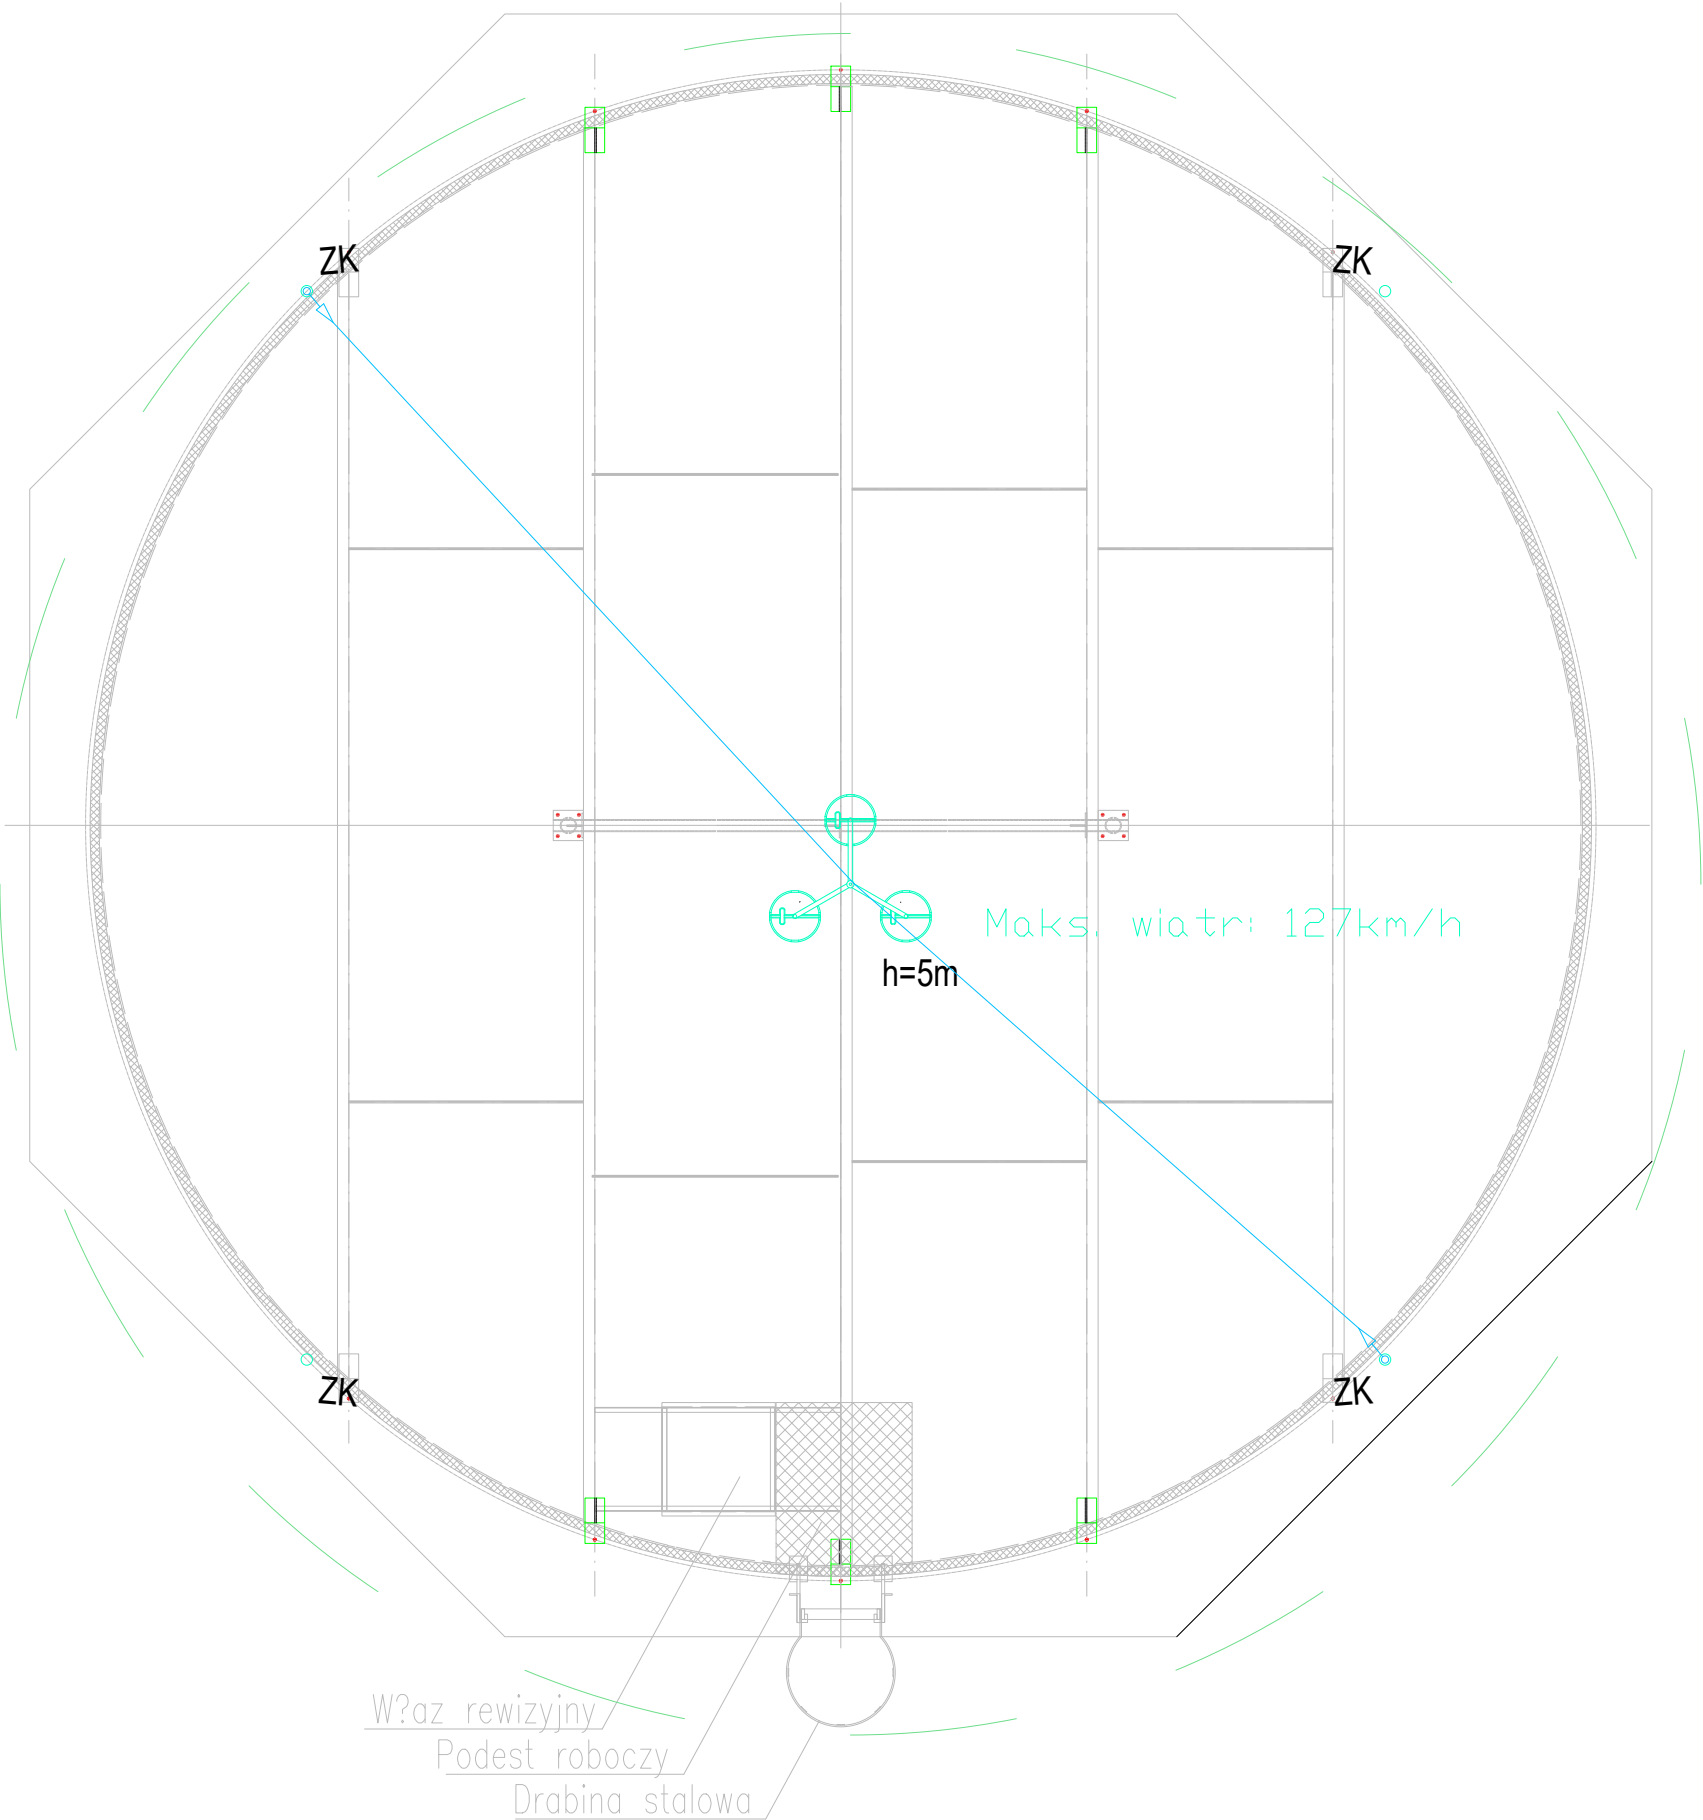 ZK
ZK
Maks. wiatr: 127km/h
h=5m
ZK
ZK
W?az rewizyjny
Podest roboczy
Drabina stalowa